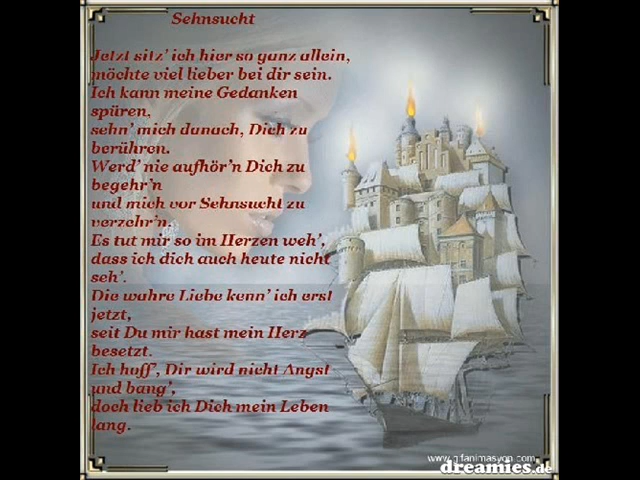 Sehnsucht
Jetzt sitz' ich hier so ganz allein,
möchte viel lieber bei dir sein.
Ich kann meine Gedanken
spüren,
sehn' mich danach, Dich zu
berühren.
Werd' nie aufhör'n Dich zu
begehr'n
und mich vor Sehnsucht zu
verzehr'n.
Es tut mir so im Herzen weh',
dass ich dich auch heute nicht
seh'.
Die wahre Liebe kenn' ich erst
jetzt,
seit Du mir hast mein Herz
besetzt.
Ich hoff', Dir wird nicht Angst
und bang',
doch lieb ich Dich mein Leben
lang.
www.gifanimasyon.com
dreamies.de